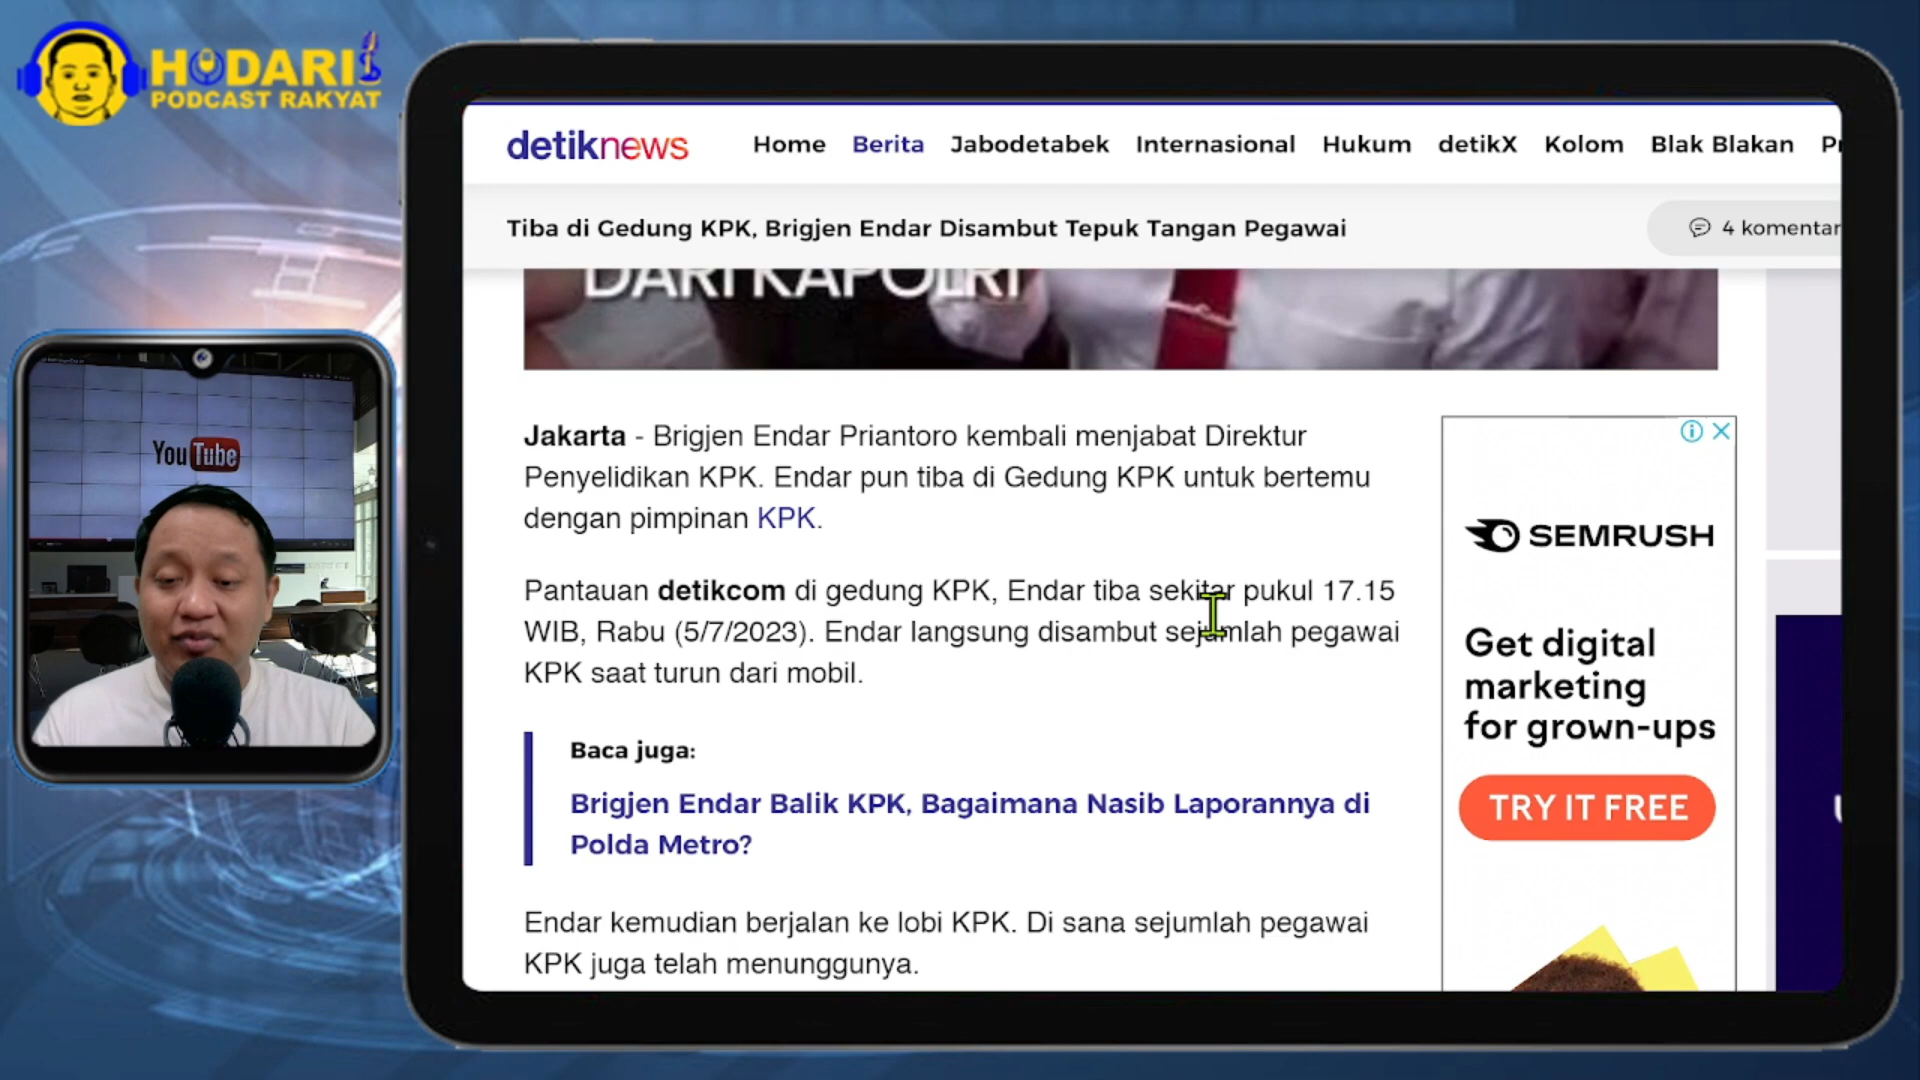 HODARI
PODCAST RAKYAT
detiknews
Home Berita Jabodetabek Internasional Hukum detikX Kolom Blak Blakan
Tiba di Gedung KPK, Brigjen Endar Disambut Tepuk Tangan Pegawai
4 komentar
DARI KAPOLRI
YouTube
Jakarta - Brigjen Endar Priantoro kembali menjabat Direktur
Penyelidikan KPK. Endar pun tiba di Gedung KPK untuk bertemu
dengan pimpinan KPK.
Pantauan detikcom di gedung KPK, Endar tiba sekitar pukul 17.15
WIB, Rabu (5/7/2023). Endar langsung disambut sejumlah pegawai
KPK saat turun dari mobil.
Baca juga:
Brigjen Endar Balik KPK, Bagaimana Nasib Laporannya di
Polda Metro?
Endar kemudian berjalan ke lobi KPK. Di sana sejumlah pegawai
KPK juga telah menunggunya.
SEMRUSH
Get digital
marketing
for grown-ups
TRY IT FREE